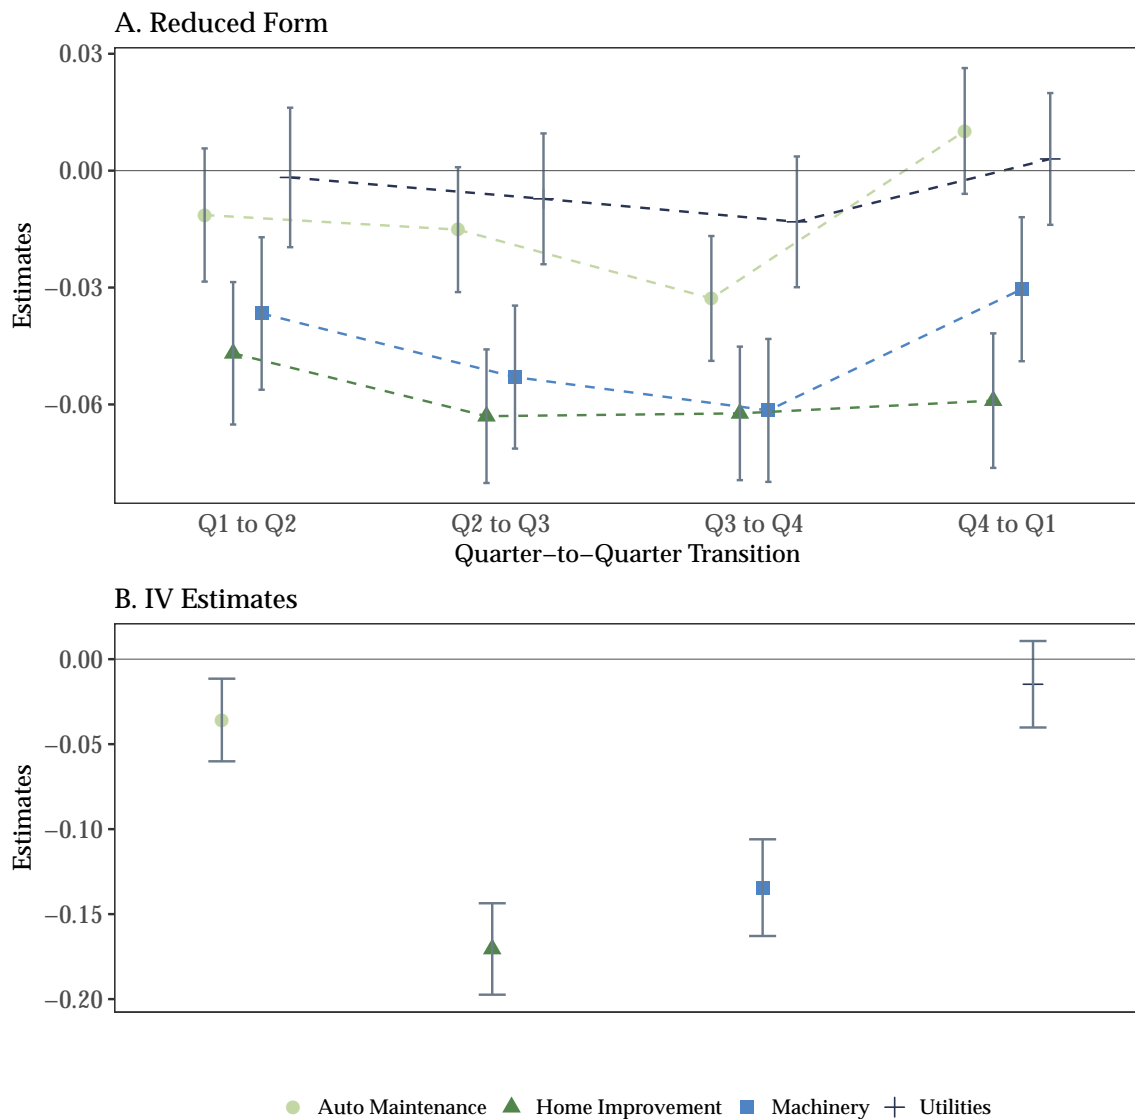 A. Reduced Form
0.03
0.00
−0.03
−0.06
Estimates
Q1 to Q2 Q2 to Q3 Q3 to Q4 Q4 to Q1
Quarter−to−Quarter Transition
B. IV Estimates
0.00
−0.05
−0.10
−0.15
−0.20
Estimates
Auto Maintenance Home Improvement Machinery Utilities